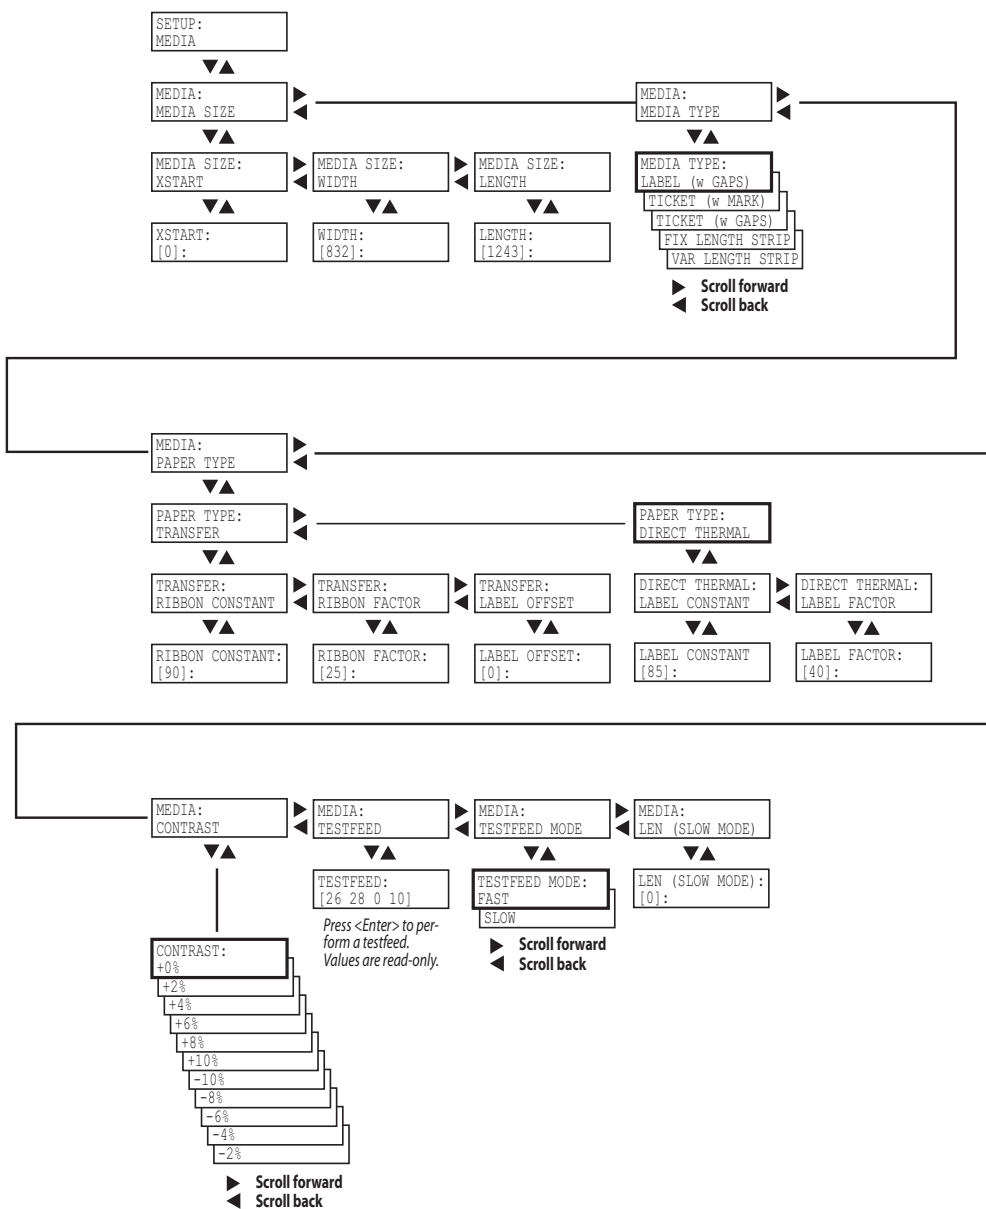 SETUP:
MEDIA
MEDIA:
MEDIA SIZE
MEDIA:
MEDIA TYPE
MEDIA SIZE:
XSTART
MEDIA SIZE:
WIDTH
MEDIA SIZE:
LENGTH
MEDIA TYPE:
LABEL (w GAPS)
TICKET (w MARK)
TICKET (w GAPS)
FIX LENGTH STRIP
VAR LENGTH STRIP
XSTART:
[0]:
WIDTH:
[832]:
LENGTH:
[1243]:
Scroll forward
Scroll back
MEDIA:
PAPER TYPE
PAPER TYPE:
TRANSFER
PAPER TYPE:
DIRECT THERMAL
TRANSFER:
RIBBON CONSTANT
TRANSFER:
RIBBON FACTOR
TRANSFER:
LABEL OFFSET
DIRECT THERMAL:
LABEL CONSTANT
DIRECT THERMAL:
LABEL FACTOR
RIBBON CONSTANT:
[90]:
RIBBON FACTOR:
[25]:
LABEL OFFSET:
[0]:
LABEL CONSTANT
[85]:
LABEL FACTOR:
[40]:
MEDIA:
CONTRAST
MEDIA:
TESTFEED
MEDIA:
TESTFEED MODE
MEDIA:
LEN (SLOW MODE)
TESTFEED:
[26 28 0 10]
Press <Enter> to per-
form a testfeed.
Values are read-only.
TESTFEED MODE:
FAST
SLOW
Scroll forward
Scroll back
LEN (SLOW MODE):
[0]:
CONTRAST:
+0%
+2%
+4%
+6%
+8%
+10%
-10%
-8%
-6%
-4%
-2%
Scroll forward
Scroll back